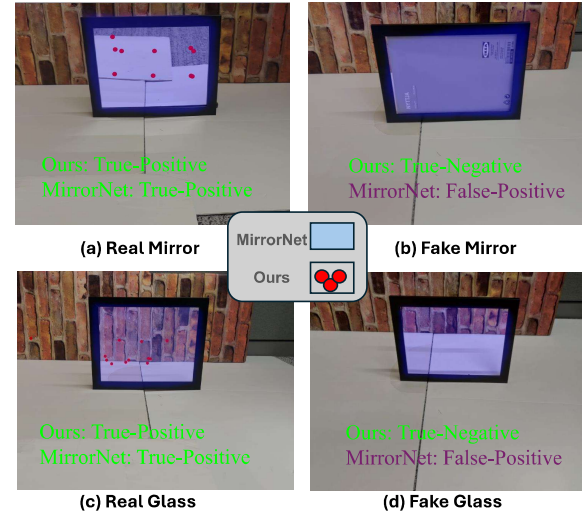 Ours: True-Positive
MirrorNet: True-Positive
Ours: True-Negative
MirrorNet: False-Positive
(a) Real Mirror
(b) Fake Mirror
MirrorNet
Ours
Ours: True-Positive
MirrorNet: True-Positive
Ours: True-Negative
MirrorNet: False-Positive
(c) Real Glass
(d) Fake Glass